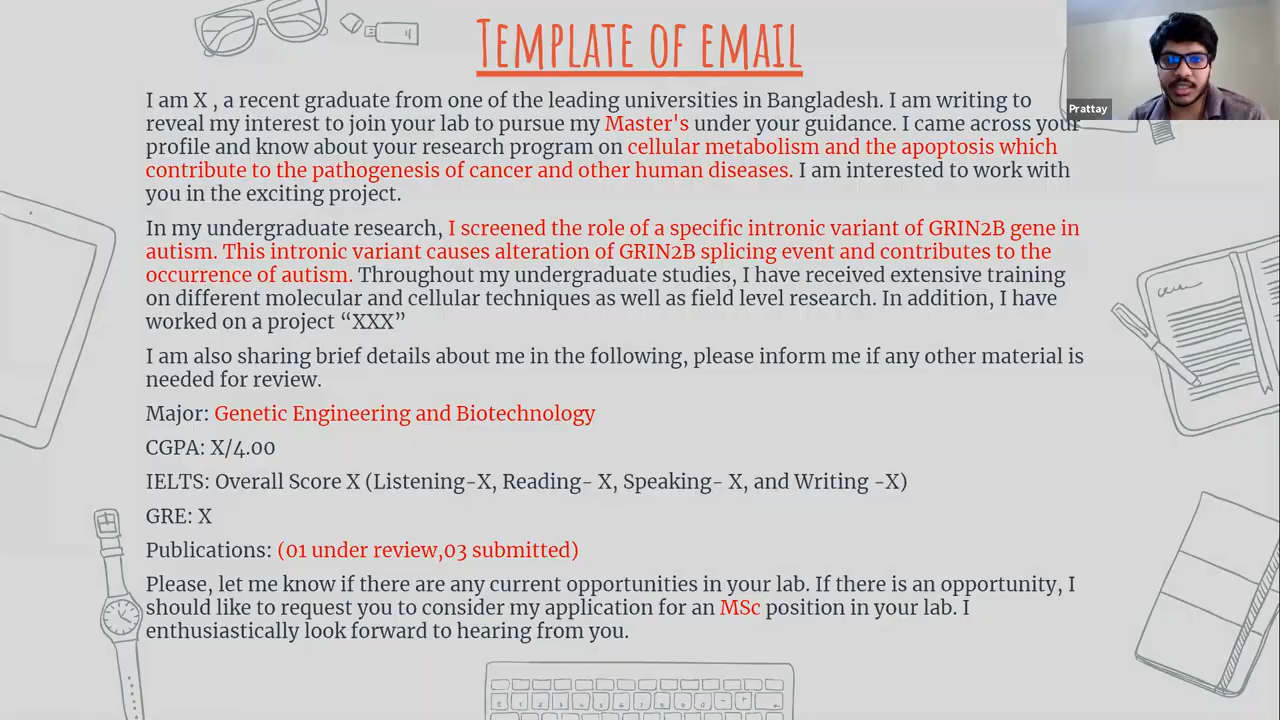 TEMPLATE OF EMAIL
Prattay
I am X , a recent graduate from one of the leading universities in Bangladesh. I am writing to
reveal my interest to join your lab to pursue my Master's under your guidance. I came across your
profile and know about your research program on cellular metabolism and the apoptosis which
contribute to the pathogenesis of cancer and other human diseases. I am interested to work with
you in the exciting project.
In my undergraduate research, I screened the role of a specific intronic variant of GRIN2B gene in
autism. This intronic variant causes alteration of GRIN2B splicing event and contributes to the
occurrence of autism. Throughout my undergraduate studies, I have received extensive training
on different molecular and cellular techniques as well as field level research. In addition, I have
worked on a project “XXX”
I am also sharing brief details about me in the following, please inform me if any other material is
needed for review.
Major: Genetic Engineering and Biotechnology
CGPA: X/4.00
IELTS: Overall Score X (Listening-X, Reading- X, Speaking- X, and Writing -X)
GRE: X
Publications: (01 under review,03 submitted)
Please, let me know if there are any current opportunities in your lab. If there is an opportunity, I
should like to request you to consider my application for an MSc position in your lab. I
enthusiastically look forward to hearing from you.